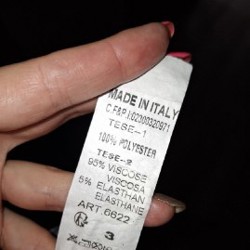 MADE IN ITALY
TESE-1
100% POLYESTER
TESE-2
95% VISCOSE
VISCOSA
5% ELASTHAN
ELASTHANE
ART.6622
3